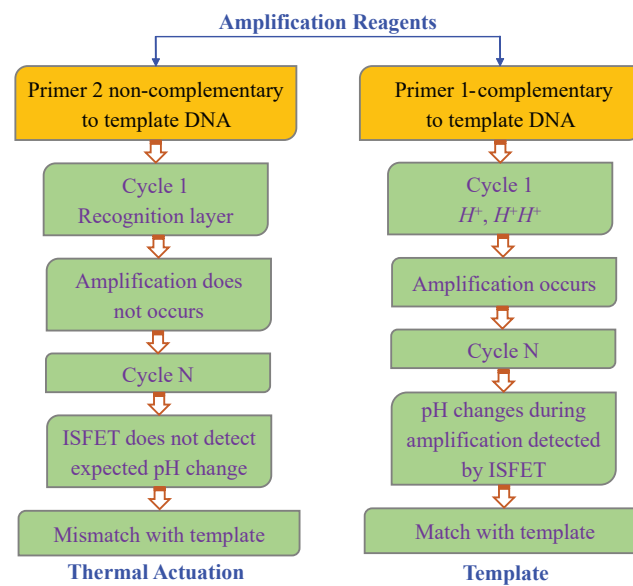 Amplification Reagents
Primer 2 non-complementary
to template DNA
Cycle 1
Recognition layer
Amplification does
not occurs
Cycle N
ISFET does not detect
expected pH change
Mismatch with template
Thermal Actuation
Primer 1-complementary
to template DNA
Cycle 1
H⁺, H⁺H⁺
Amplification occurs
Cycle N
pH changes during
amplification detected
by ISFET
Match with template
Template